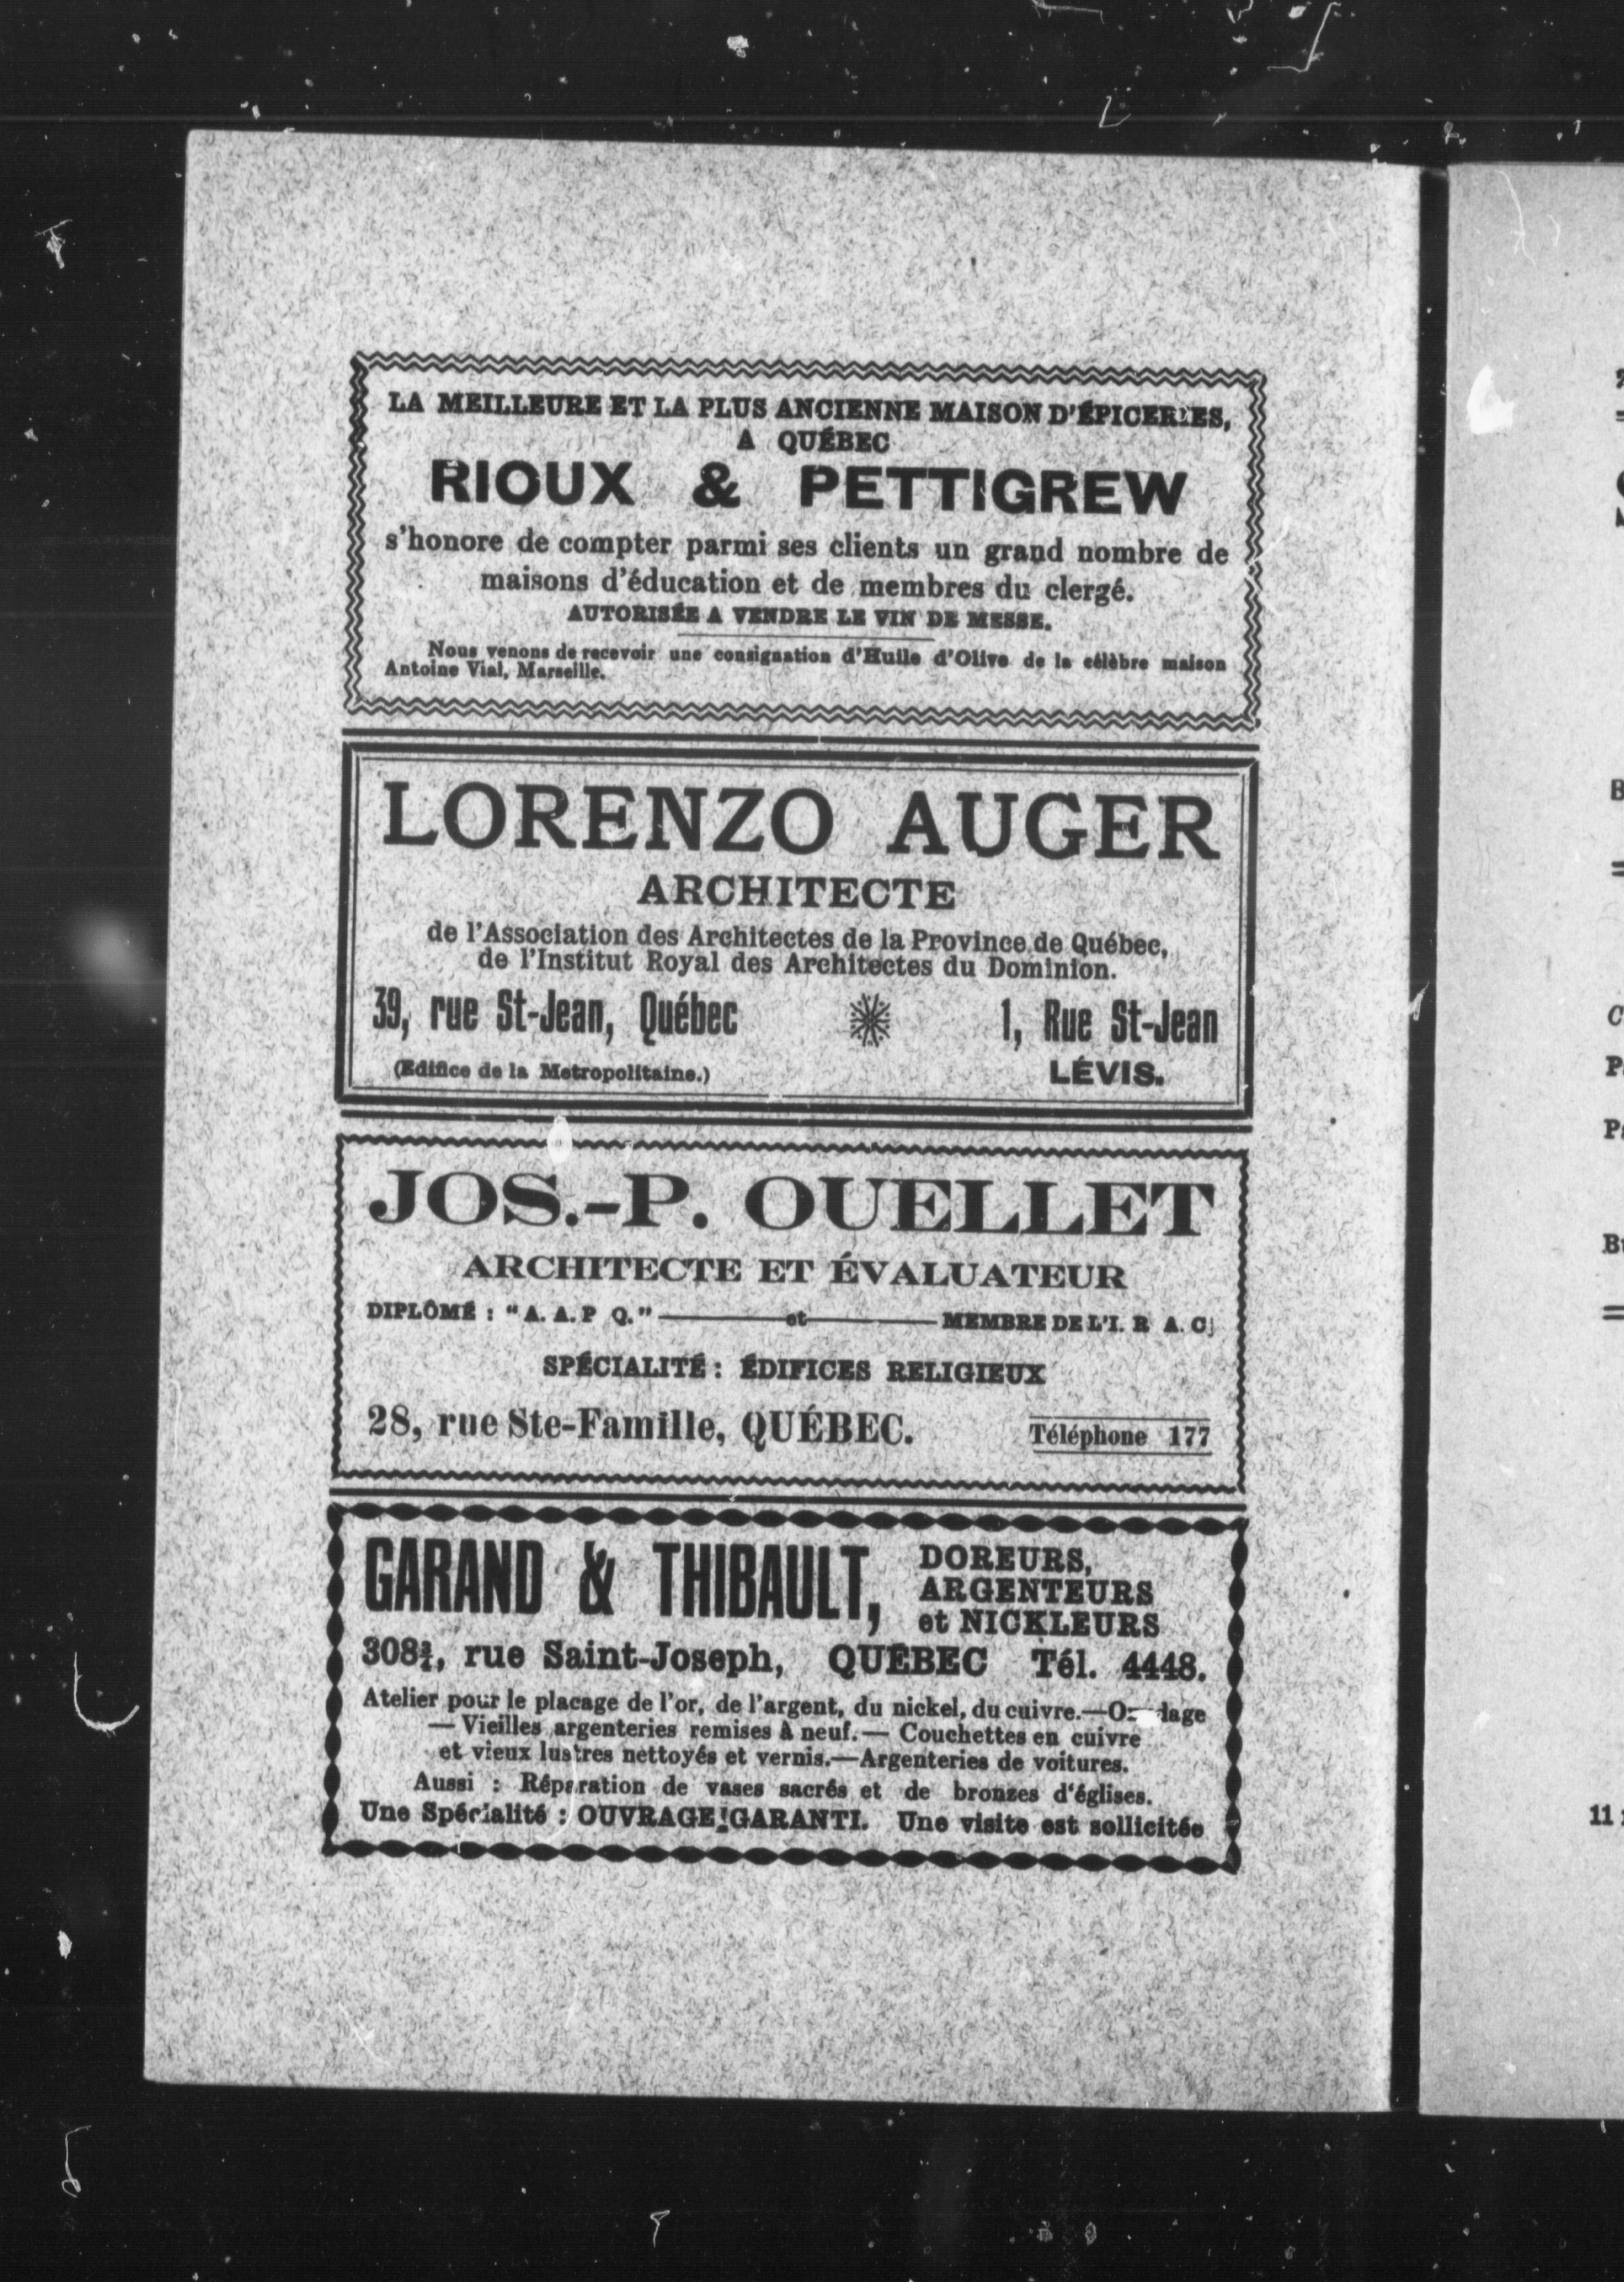 LA MEILLEURE ET LA PLUS ANCIENNE MAISON D'ÉPICERIES,
A QUÉBEC
RIOUX & PETTIGREW
s'honore de compter parmi ses clients un grand nombre de
maisons d'éducation et de membres du clergé.
AUTORISÉE A VENDRE LE VIN DE MESSE.
Nous venons de recevoir une consignation d'Huile d'Olive de la célèbre maison
Antoine Vial, Marseille.
LORENZO AUGER
ARCHITECTE
de l'Association des Architectes de la Province de Québec,
de l'Institut Royal des Architectes du Dominion.
39, rue St-Jean, Québec 1, Rue St-Jean
(Edifice de la Metropolitaine.) LÉVIS.
JOS.-P. OUELLET
ARCHITECTE ET ÉVALUATEUR
DIPLÔMÉ : "A. A. P Q."———et———MEMBRE DE L'I. R A. C
SPÉCIALITÉ : ÉDIFICES RELIGIEUX
28, rue Ste-Famille, QUÉBEC. Téléphone 177
GARAND & THIBAULT, DOREURS,
ARGENTEURS
et NICKLEURS
rue Saint-Joseph, QUÉBEC Tél. 4448.
Atelier pour le placage de l'or, de l'argent, du nickel, du cuivre.—
— Vieilles argenteries remises à neuf.— Couchettes en cuivre
et vieux lustres nettoyés et vernis.—Argenteries de voitures.
Aussi : Réparation de vases sacrés et de bronzes d'églises.
Une Spécialité : OUVRAGE GARANTI. Une visite est sollicitée